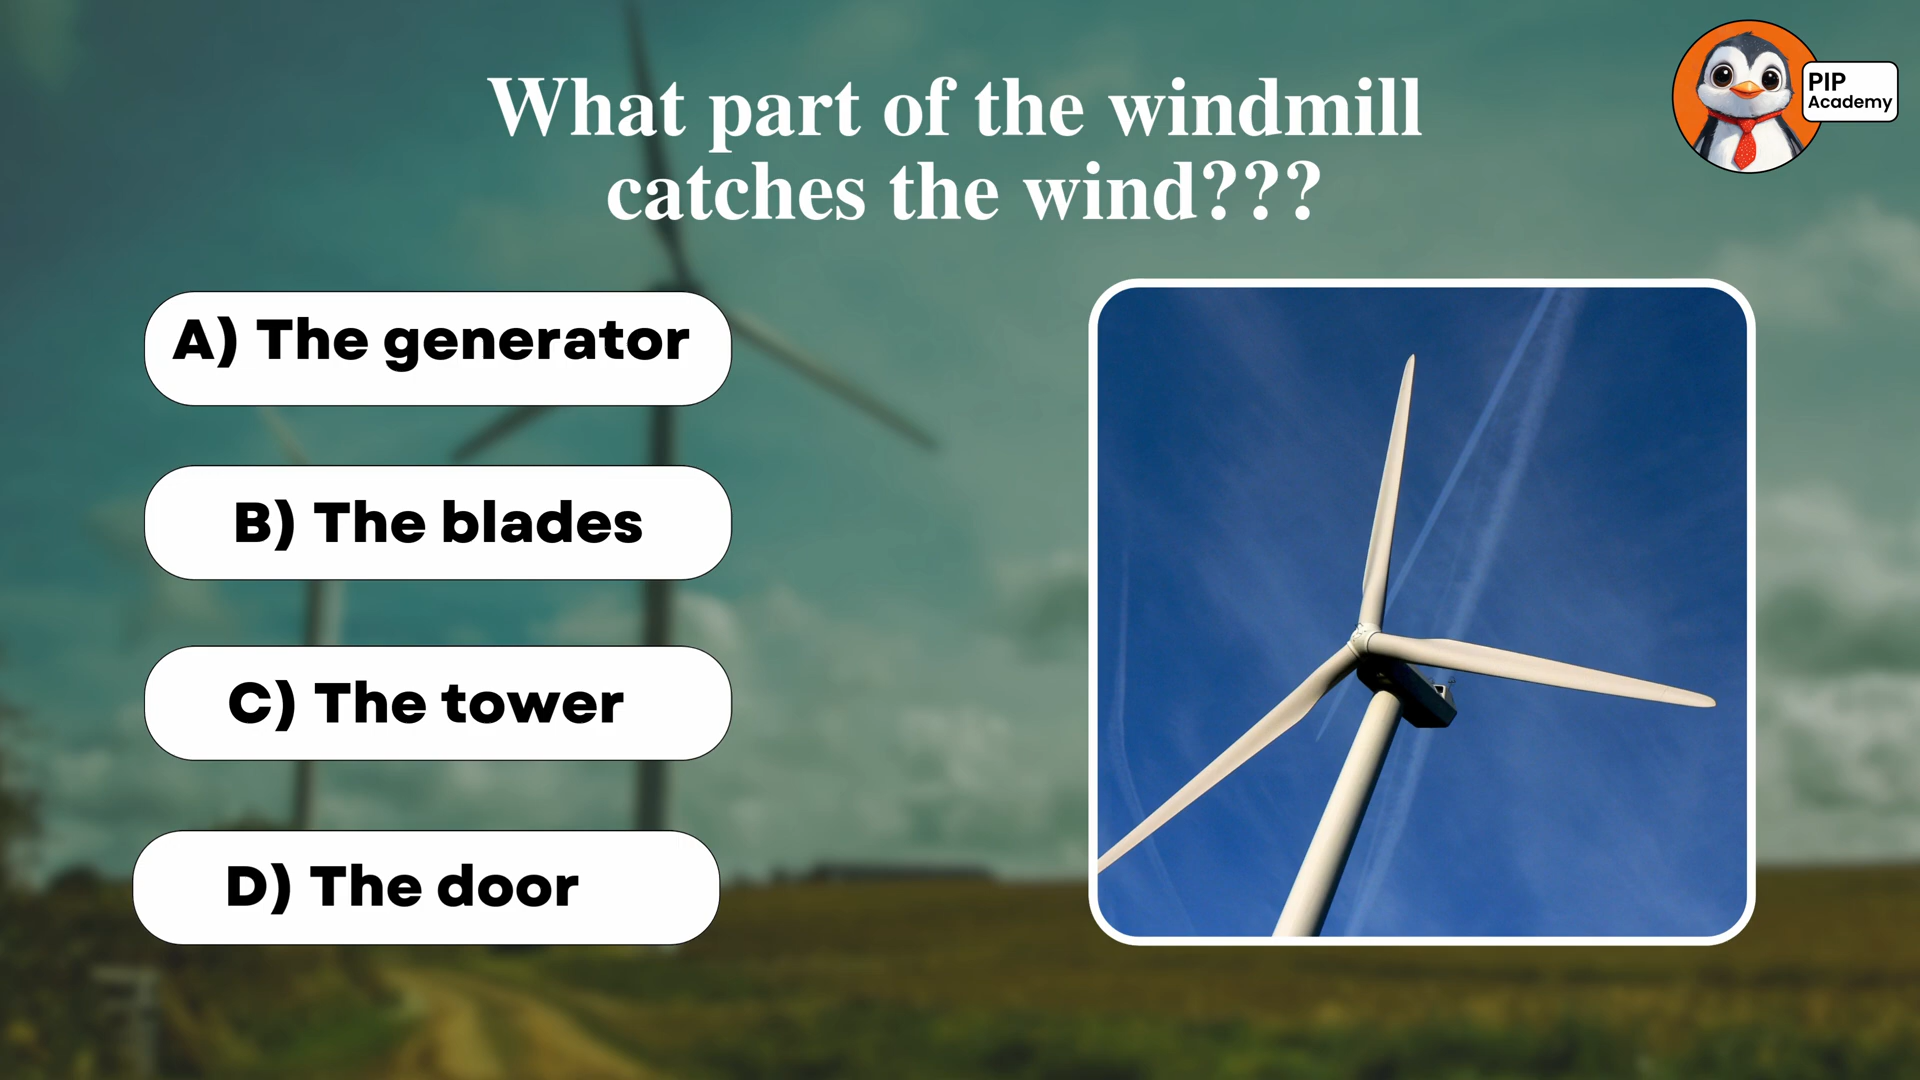 What part of the windmill
catches the wind???
PIP
Academy
A) The generator
B) The blades
C) The tower
D) The door